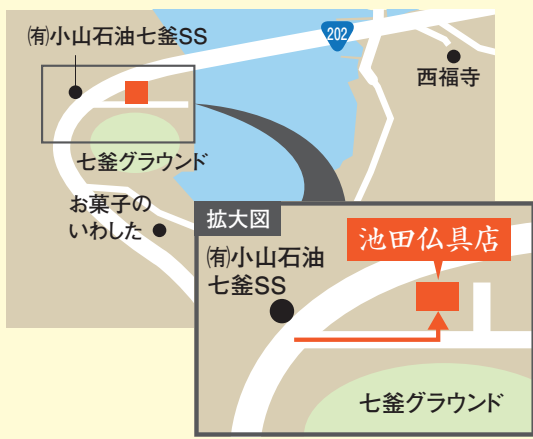 ㈲小山石油七釜SS
202
西福寺
七釜グラウンド
お菓子の
いわした
拡大図
池田仏具店
㈲小山石油
七釜SS
七釜グラウンド